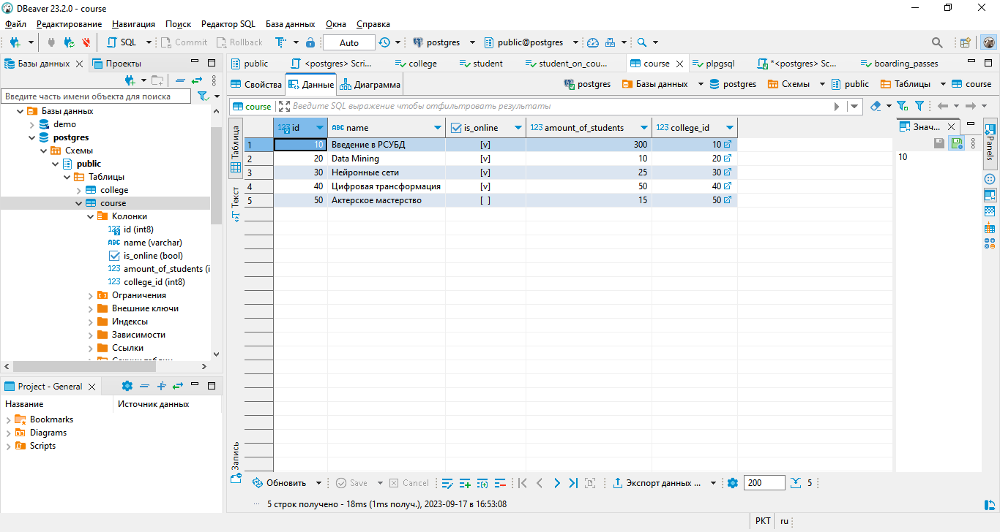 DBeaver 23.2.0 - course
Файл Редактирование Навигация Поиск Редактор SQL База данных Окна Справка
SQL Commit Rollback Auto postgres public@postgres
Базы данных Проекты
public <postgres> Scri... college student student_on_cou... course plpgsql *<postgres> Sc... boarding_passes
Свойства Данные Диаграмма postgres Базы данных postgres Схемы public Таблицы course
Введите часть имени объекта для поиска
course Введите SQL выражение чтобы отфильтровать результаты
Базы данных
demo
postgres
Схемы
public
Таблицы
college
course
Колонки
id (int8)
name (varchar)
is_online (bool)
amount_of_students (i
college_id (int8)
Ограничения
Внешние ключи
Индексы
Зависимости
Ссылки
Таблица
Текст
Запись
123 id ABC name is_online 123 amount_of_students 123 college_id
1 10 Введение в РСУБД [v] 300 10
2 20 Data Mining [v] 10 20
3 30 Нейронные сети [v] 25 30
4 40 Цифровая трансформация [v] 50 40
5 50 Актерское мастерство [ ] 15 50
Знач...
10
Panels
Project - General
Название Источник данных
Bookmarks
Diagrams
Scripts
Обновить Save Cancel Экспорт данных ... 200 5
5 строк получено - 18ms (1ms получ.), 2023-09-17 в 16:53:08
PKT ru